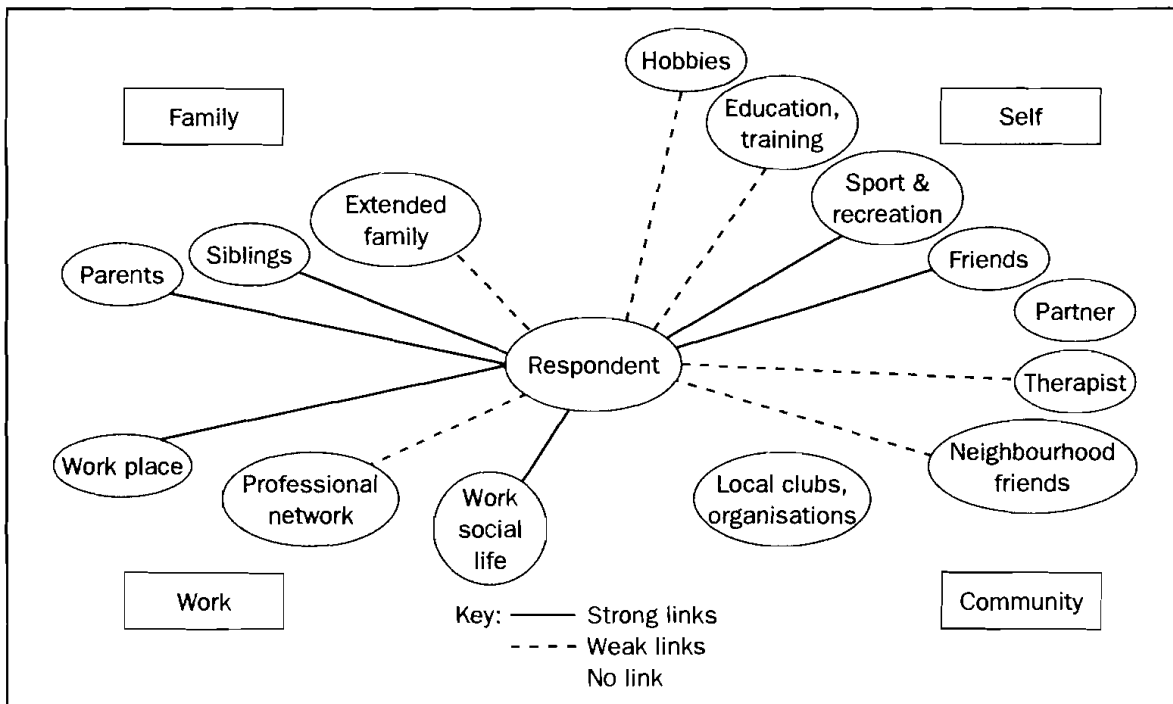 Hobbies
Family
Education,
training
Self
Extended
family
Sport &
recreation
Siblings
Parents
Friends
Partner
Respondent
Therapist
Work place
Professional
network
Work
social
life
Local clubs,
organisations
Neighbourhood
friends
Work
Community
Key: Strong links
Weak links
No link